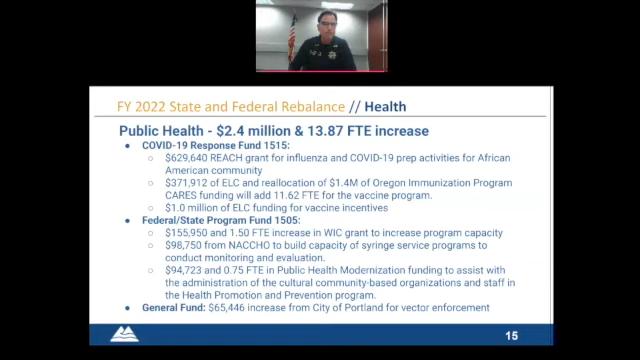 FY 2022 State and Federal Rebalance // Health
Public Health - $2.4 million & 13.87 FTE increase
• COVID-19 Response Fund 1515:
○ $629,640 REACH grant for influenza and COVID-19 prep activities for African
American community
○ $371,912 of ELC and reallocation of $1.4M of Oregon Immunization Program
CARES funding will add 11.62 FTE for the vaccine program.
○ $1.0 million of ELC funding for vaccine incentives
• Federal/State Program Fund 1505:
○ $155,950 and 1.50 FTE increase in WIC grant to increase program capacity
○ $98,750 from NACCHO to build capacity of syringe service programs to
conduct monitoring and evaluation.
○ $94,723 and 0.75 FTE in Public Health Modernization funding to assist with
the administration of the cultural community-based organizations and staff in
the Health Promotion and Prevention program.
• General Fund: $65,446 increase from City of Portland for vector enforcement
15